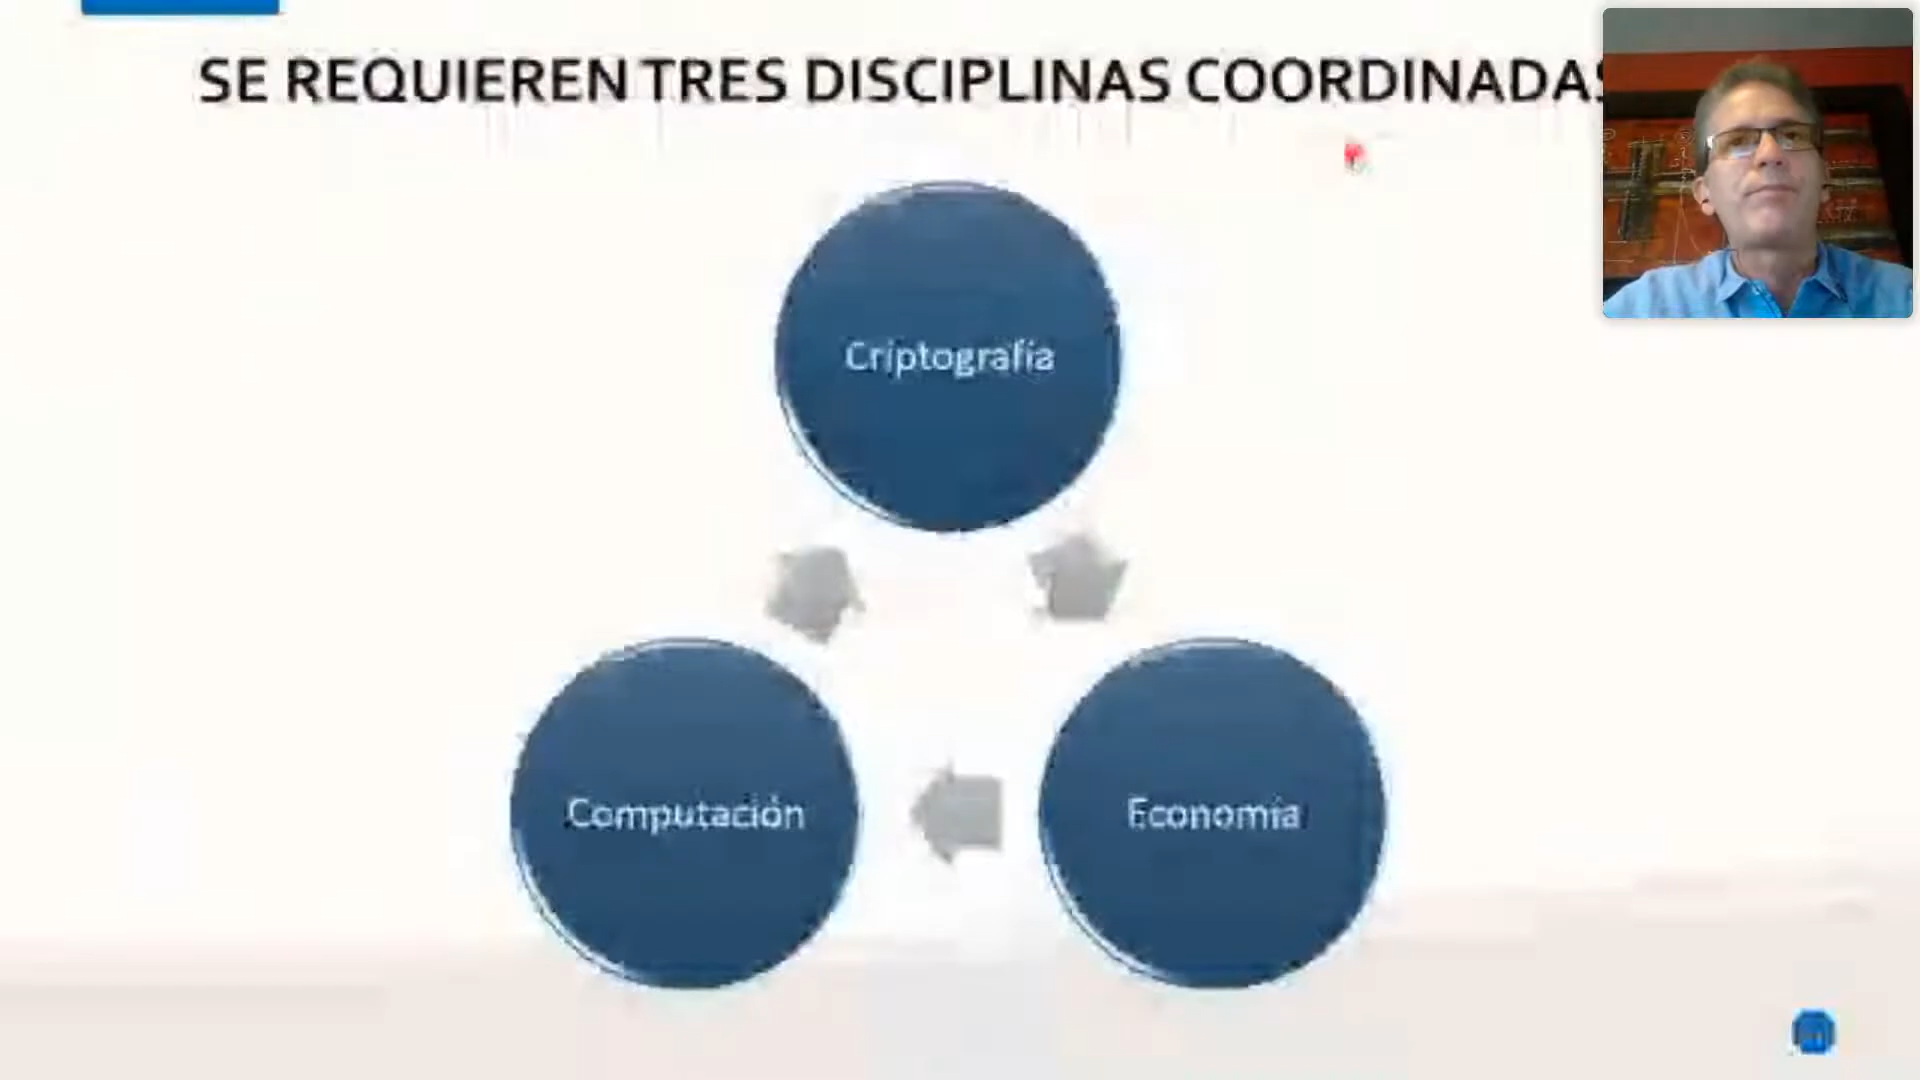 SE REQUIEREN TRES DISCIPLINAS COORDINADAS
Criptografía
Computación
Economía